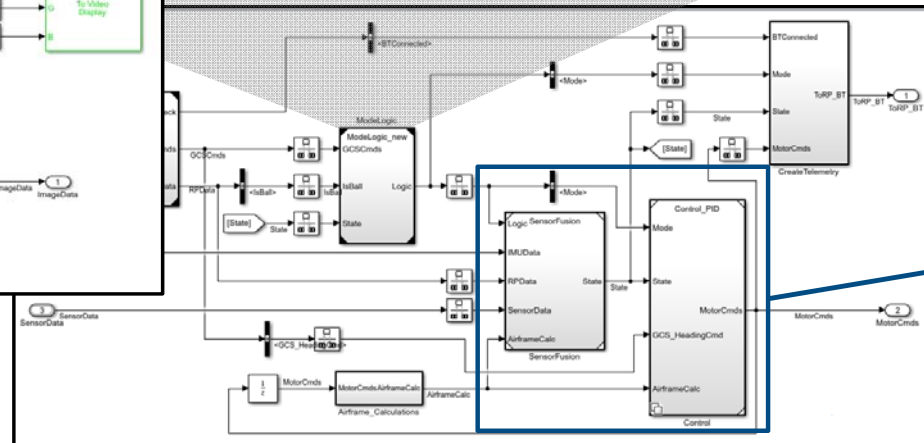 G
To Video
Display
B
<BTConnected>
BTConnected
<Mode>
Mode
ToRP_BT
ToRP_BT
1
ToRP_BT
State
State
[State]
MotorCmds
CreateTelemetry
ModeLogic
ModeLogic_new
GCSCmds
GCSCmds
IsBall
Logic
State
RPData
<IsBall>
[State]
State
1
ImageData
<Mode>
Logic
SensorFusion
IMUData
RPData
State
State
SensorData
AirframeCalc
SensorFusion
Control_PID
Mode
State
MotorCmds
GCS_HeadingCmd
AirframeCalc
Control
MotorCmds
2
MotorCmds
3
SensorData
SensorData
1
z
MotorCmds
MotorCmds
AirframeCalc
Airframe_Calculations
AirframeCalc